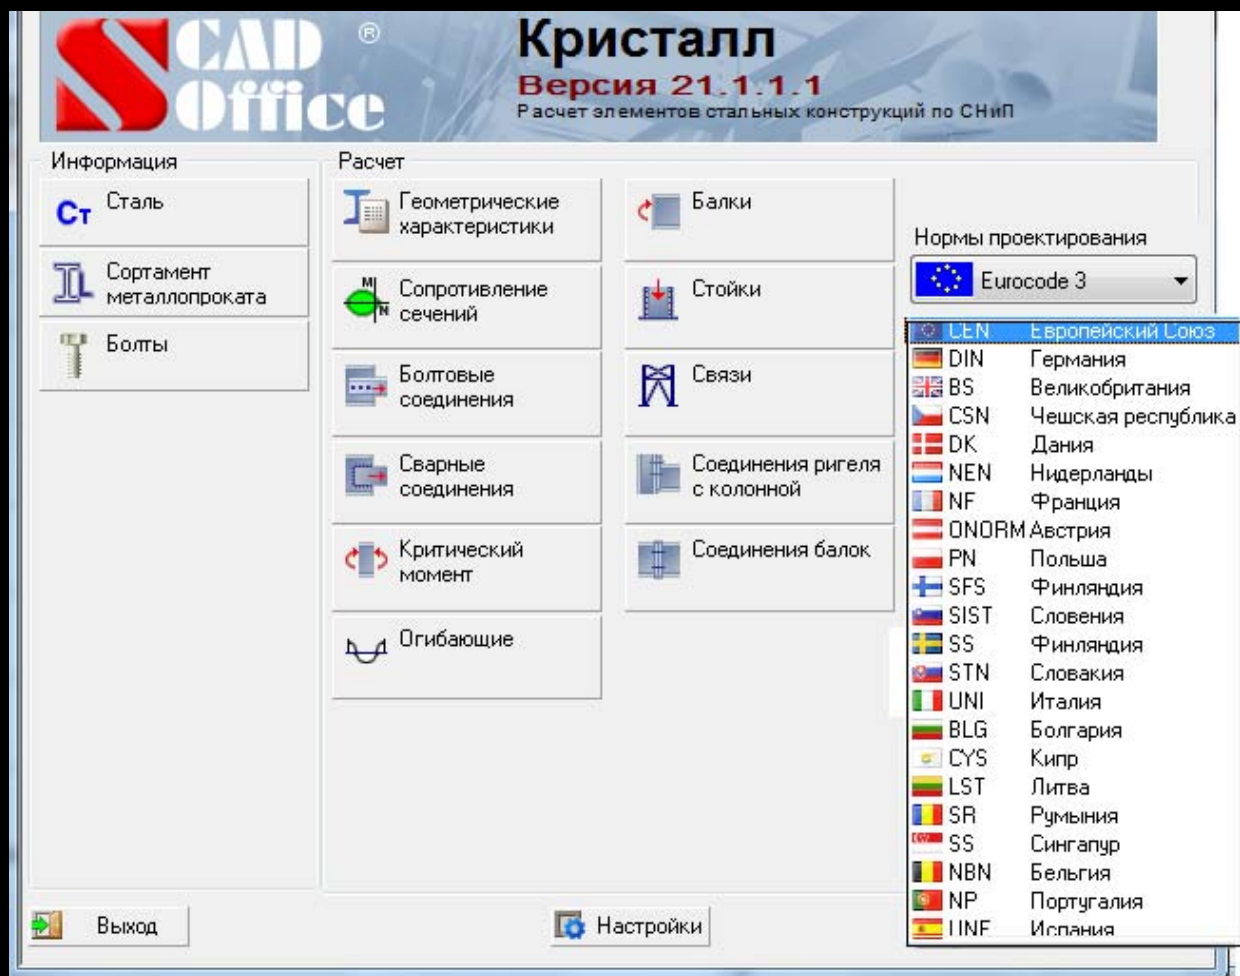 SCAD ®
Office
Кристалл
Версия 21.1.1.1
Расчет элементов стальных конструкций по СНиП
Информация
Ст Сталь
Сортамент
металлопроката
Болты
Расчет
Геометрические
характеристики
M
N
Сопротивление
сечений
Болтовые
соединения
Сварные
соединения
Критический
момент
Огибающие
Балки
Стойки
Связи
Соединения ригеля
с колонной
Соединения балок
Нормы проектирования
Eurocode 3
CEN Европейский Союз
DIN Германия
BS Великобритания
CSN Чешская республика
DK Дания
NEN Нидерланды
NF Франция
ONORM Австрия
PN Польша
SFS Финляндия
SIST Словения
SS Финляндия
STN Словакия
UNI Италия
BLG Болгария
CYS Кипр
LST Литва
SR Румыния
SS Сингапур
NBN Бельгия
NP Португалия
UNE Испания
Выход
Настройки